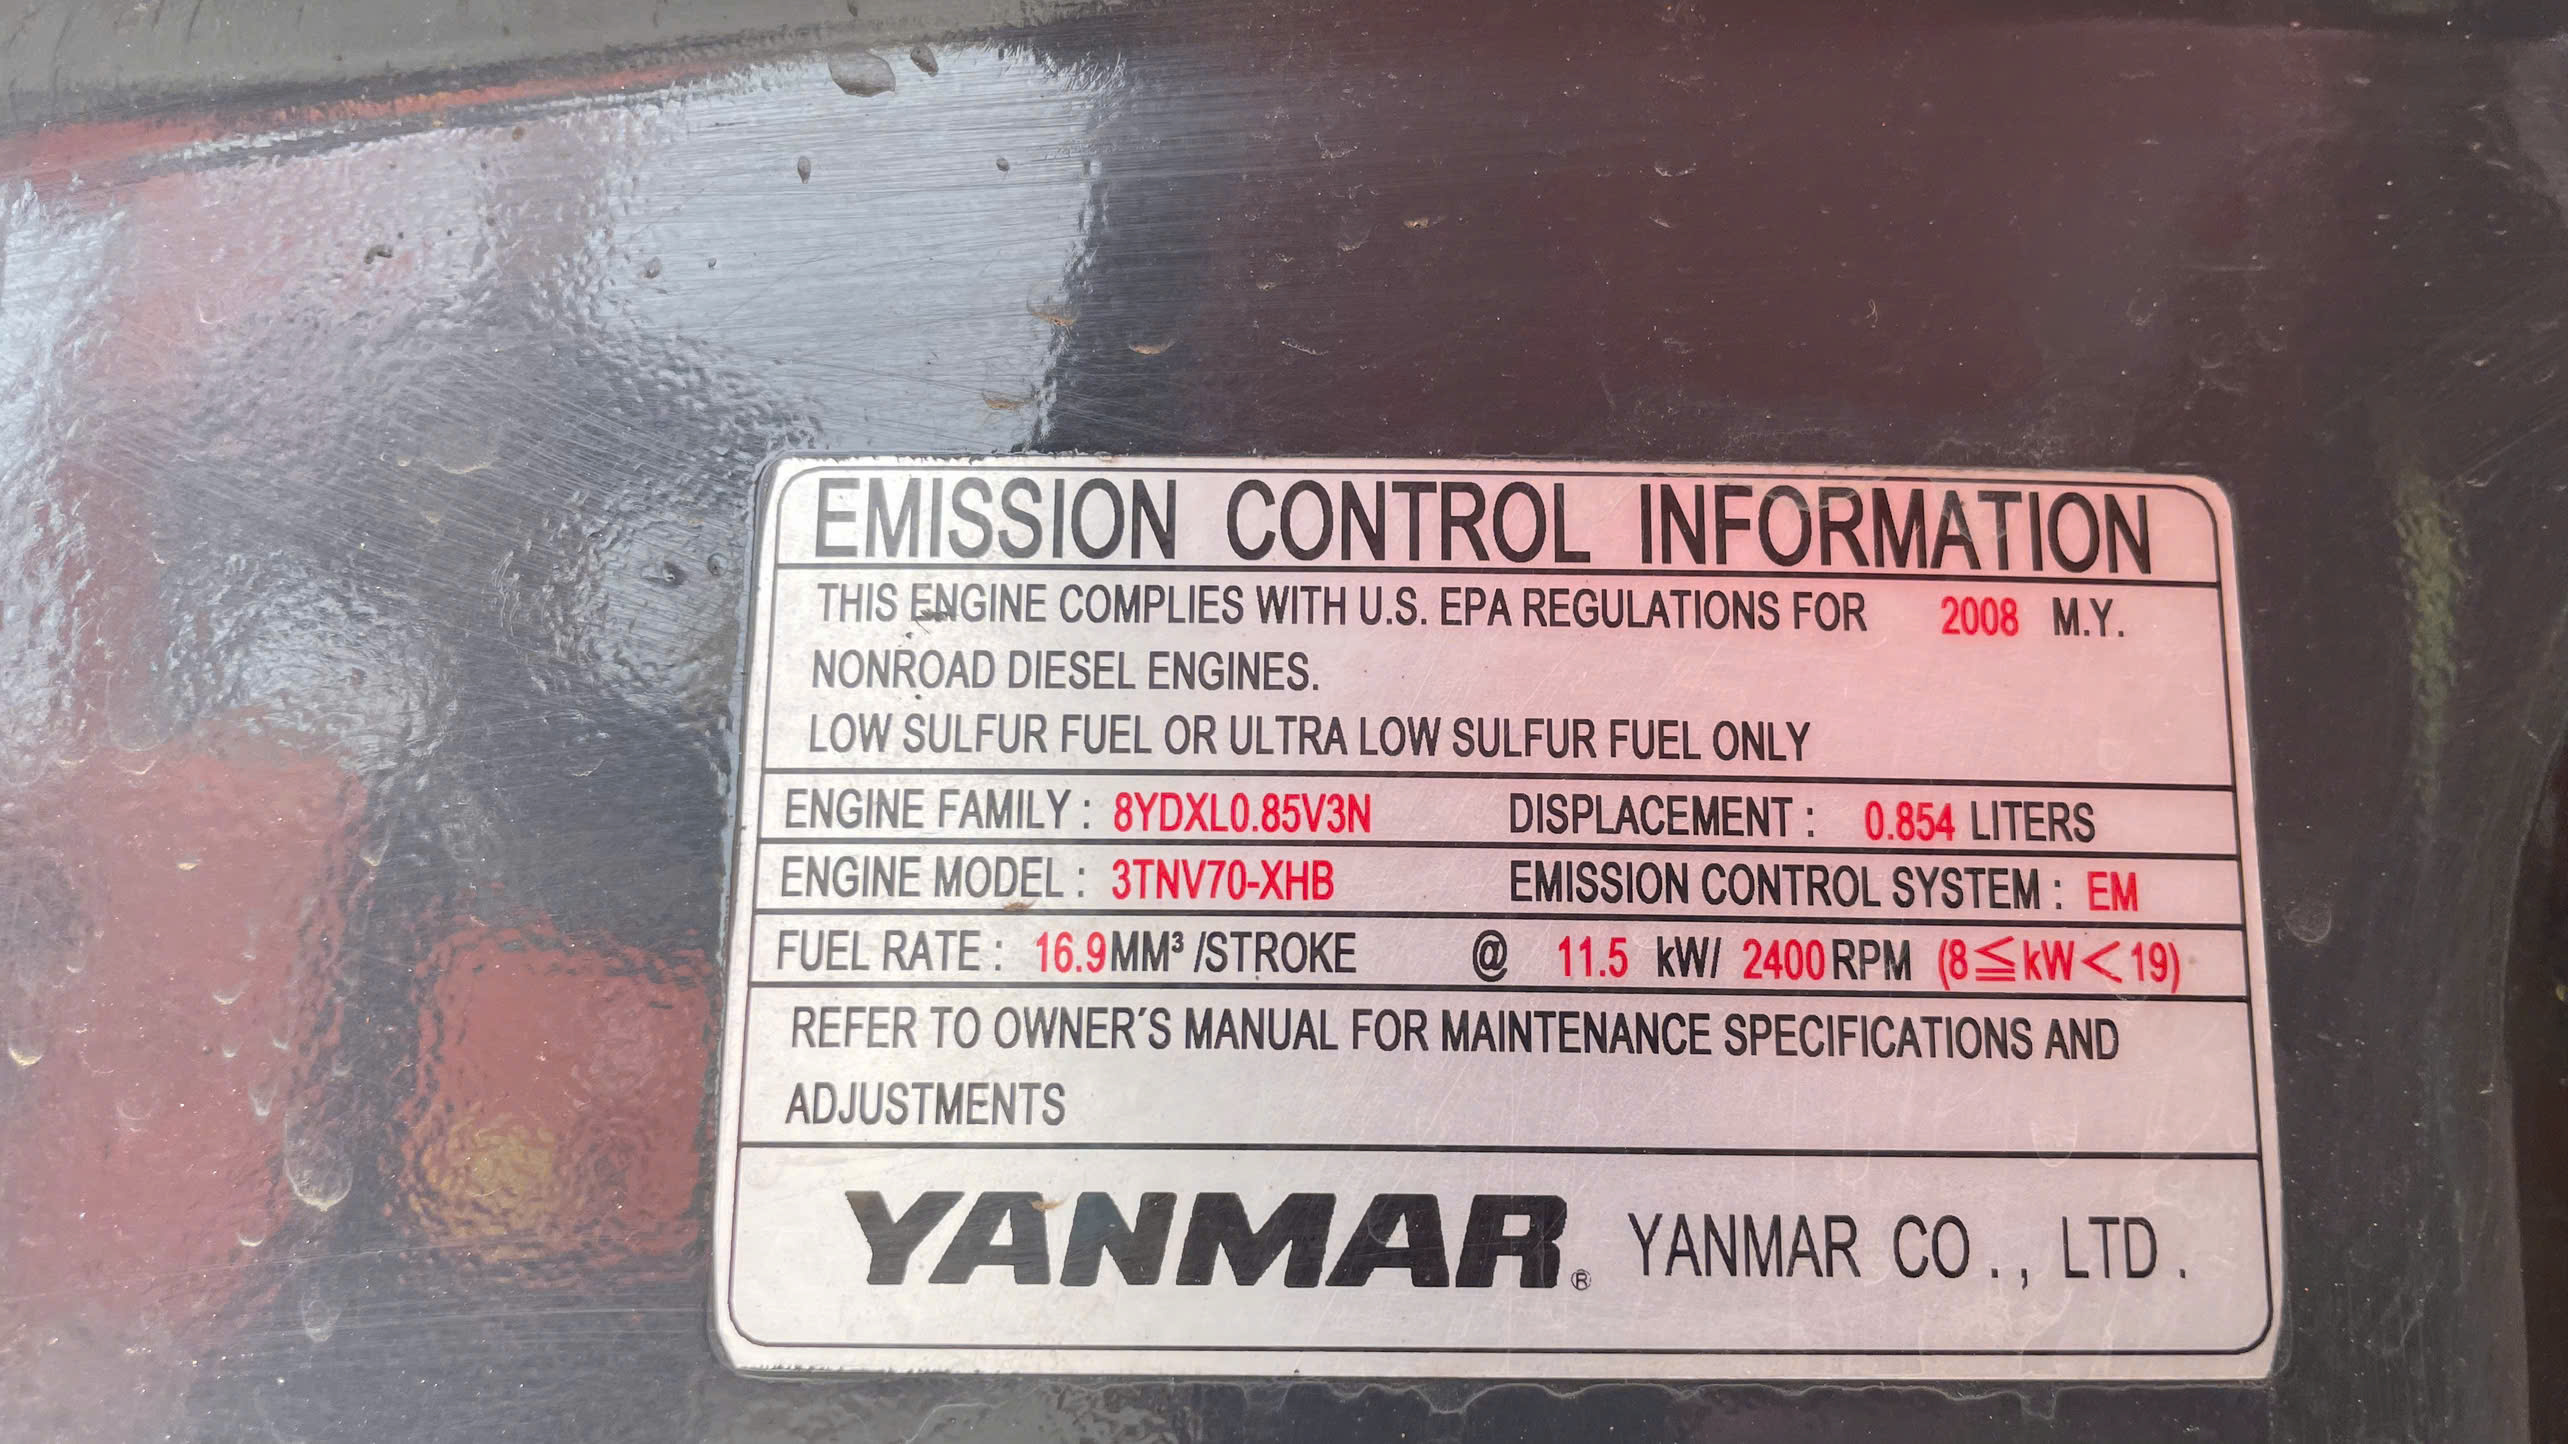 EMISSION CONTROL INFORMATION
THIS ENGINE COMPLIES WITH U.S. EPA REGULATIONS FOR 2008 M.Y.
NONROAD DIESEL ENGINES.
LOW SULFUR FUEL OR ULTRA LOW SULFUR FUEL ONLY
ENGINE FAMILY : 8YDXL0.85V3N DISPLACEMENT : 0.854 LITERS
ENGINE MODEL : 3TNV70-XHB EMISSION CONTROL SYSTEM : EM
FUEL RATE : 16.9MM³/STROKE @ 11.5 kW/ 2400RPM (8≦kW<19)
REFER TO OWNER´S MANUAL FOR MAINTENANCE SPECIFICATIONS AND
ADJUSTMENTS
YANMAR® YANMAR CO., LTD.